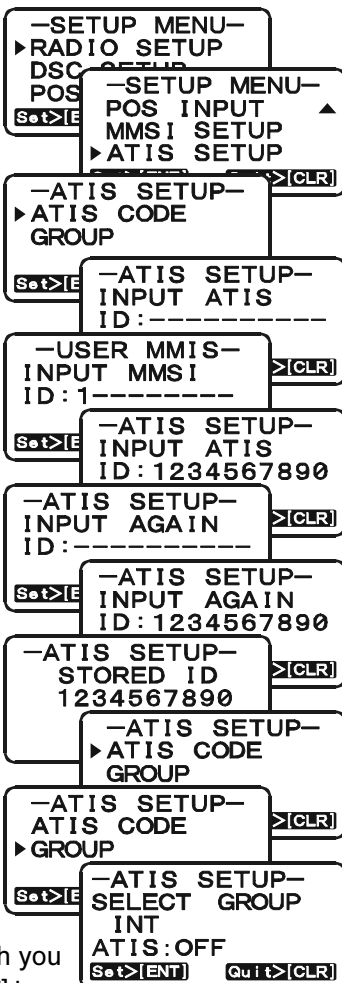 —SETUP MENU—
▶RADIO SETUP
DSC SETUP
POS
Set>[E
—SETUP MENU—
POS INPUT ▲
MMSI SETUP
▶ATIS SETUP
>[CLR]
—ATIS SETUP—
▶ATIS CODE
GROUP
Set>[E
—ATIS SETUP—
INPUT ATIS
ID:----------
>[CLR]
—USER MMIS—
INPUT MMSI
ID:1--------
Set>[E
—ATIS SETUP—
INPUT ATIS
ID:1234567890
>[CLR]
—ATIS SETUP—
INPUT AGAIN
ID:----------
Set>[E
—ATIS SETUP—
INPUT AGAIN
ID:1234567890
>[CLR]
—ATIS SETUP—
STORED ID
1234567890
—ATIS SETUP—
▶ATIS CODE
GROUP
>[CLR]
—ATIS SETUP—
ATIS CODE
▶GROUP
Set>[E
—ATIS SETUP—
SELECT GROUP
INT
ATIS:OFF
Set>[ENT] Quit>[CLR]
h you